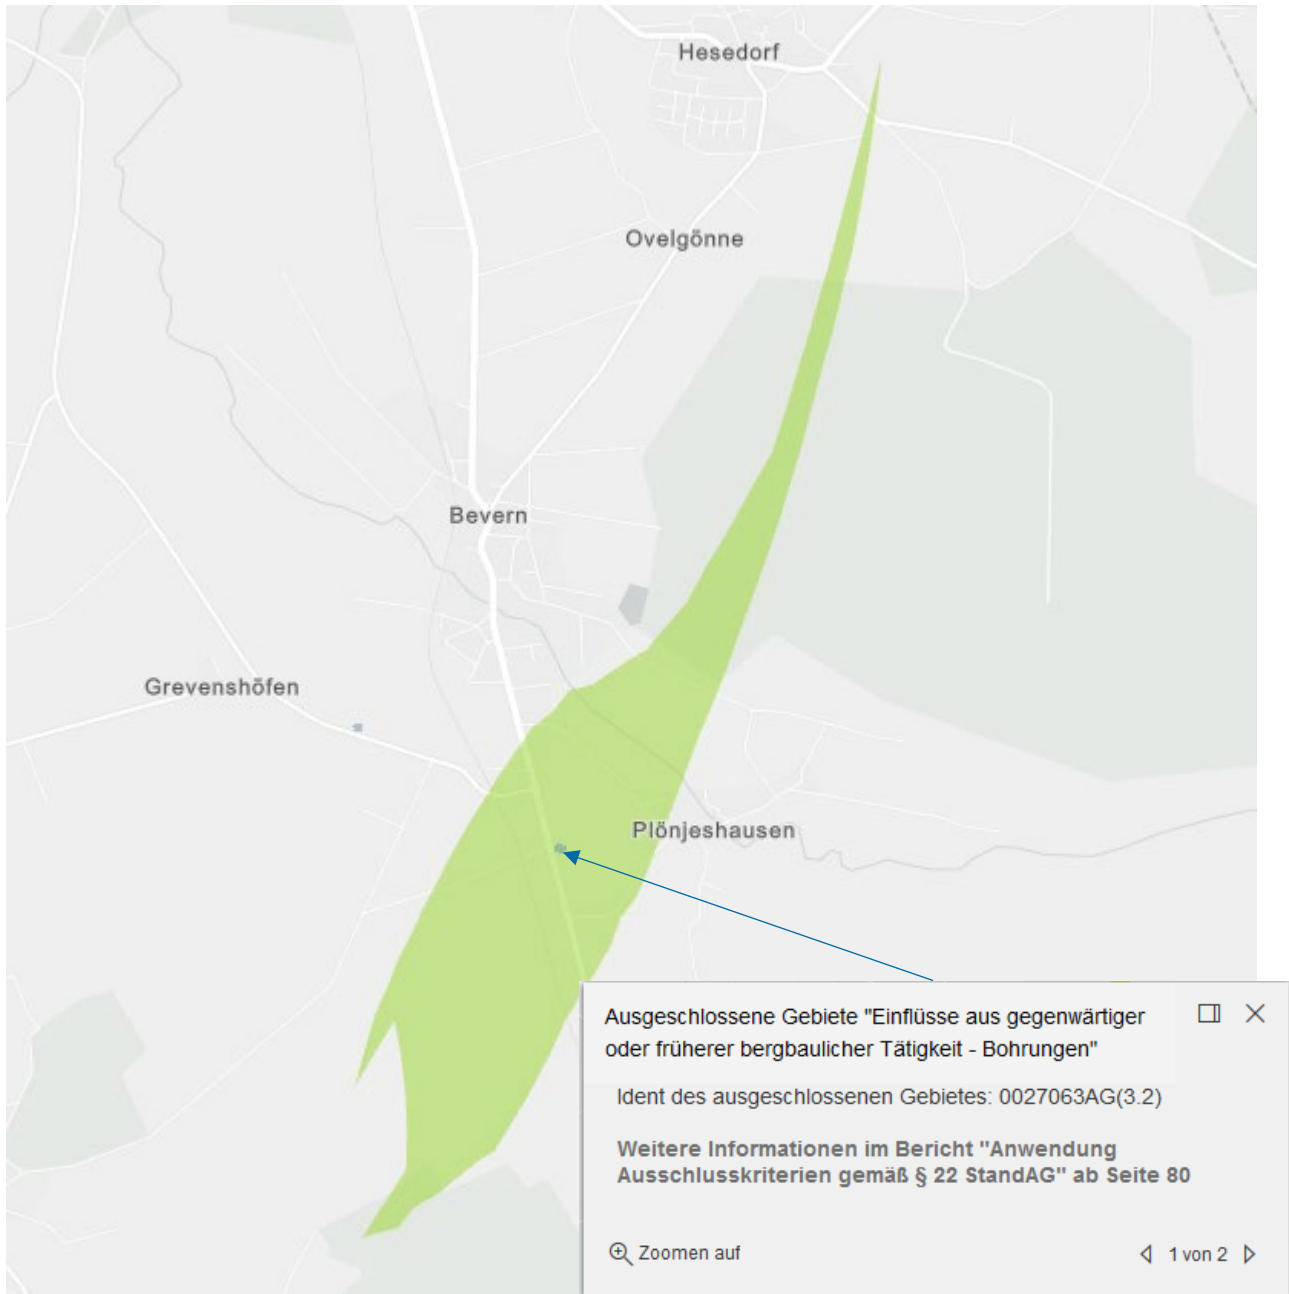 Hesedorf
Ovelgönne
Bevern
Grevenshöfen
Plönjeshausen
Ausgeschlossene Gebiete "Einflüsse aus gegenwärtiger
oder früherer bergbaulicher Tätigkeit - Bohrungen"
Ident des ausgeschlossenen Gebietes: 0027063AG(3.2)
Weitere Informationen im Bericht "Anwendung
Ausschlusskriterien gemäß § 22 StandAG" ab Seite 80
Zoomen auf
1 von 2